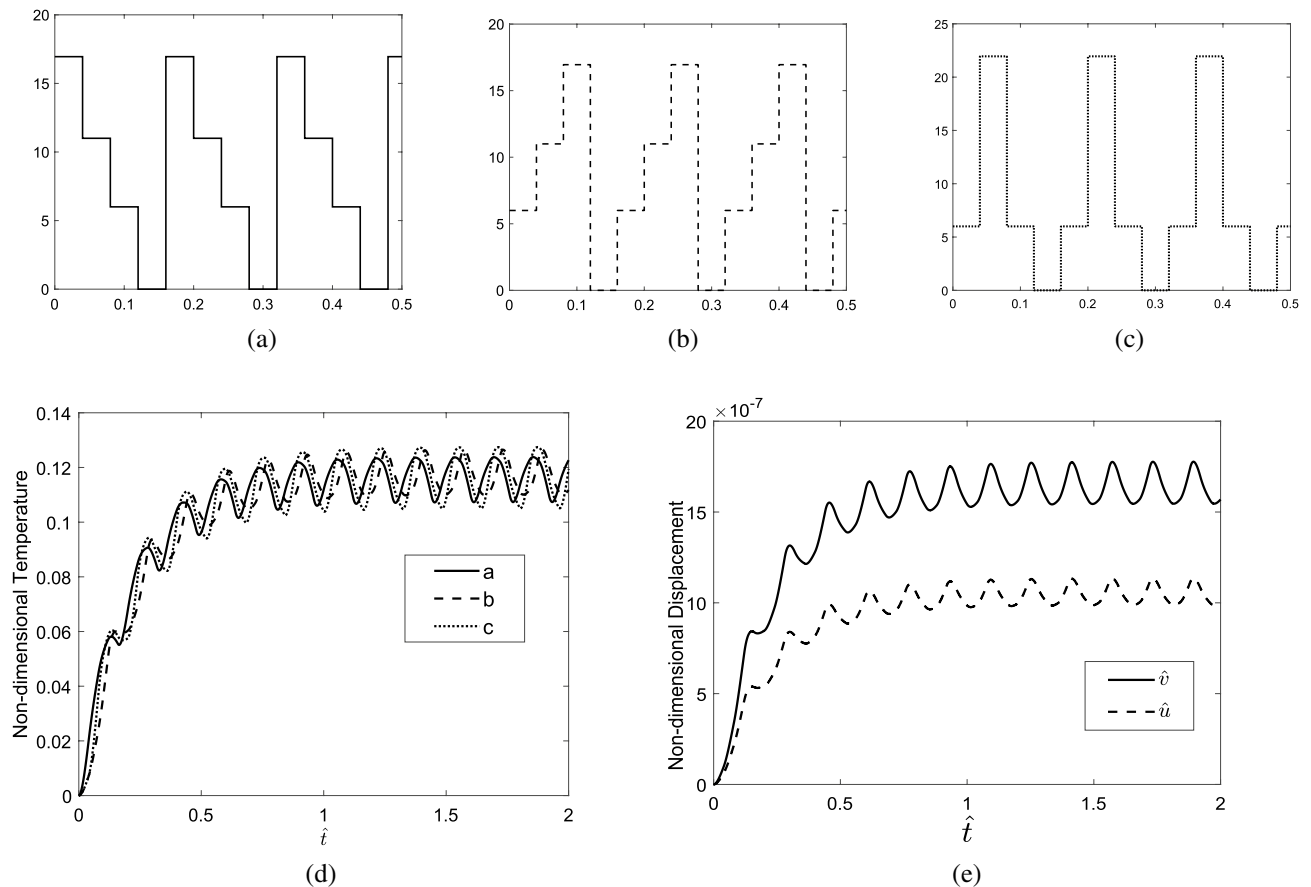 20
15
10
5
0
0 0.1 0.2 0.3 0.4 0.5
(a)
20
15
10
5
0
0 0.1 0.2 0.3 0.4 0.5
(b)
25
20
15
10
5
0
0 0.1 0.2 0.3 0.4 0.5
(c)
Non-dimensional Temperature
0.14
0.12
0.1
0.08
0.06
0.04
0.02
0
0 0.5 1 1.5 2
t̂
a
b
c
(d)
Non-dimensional Displacement
×10⁻⁷
20
15
10
5
0
0 0.5 1 1.5 2
t̂
v̂
û
(e)